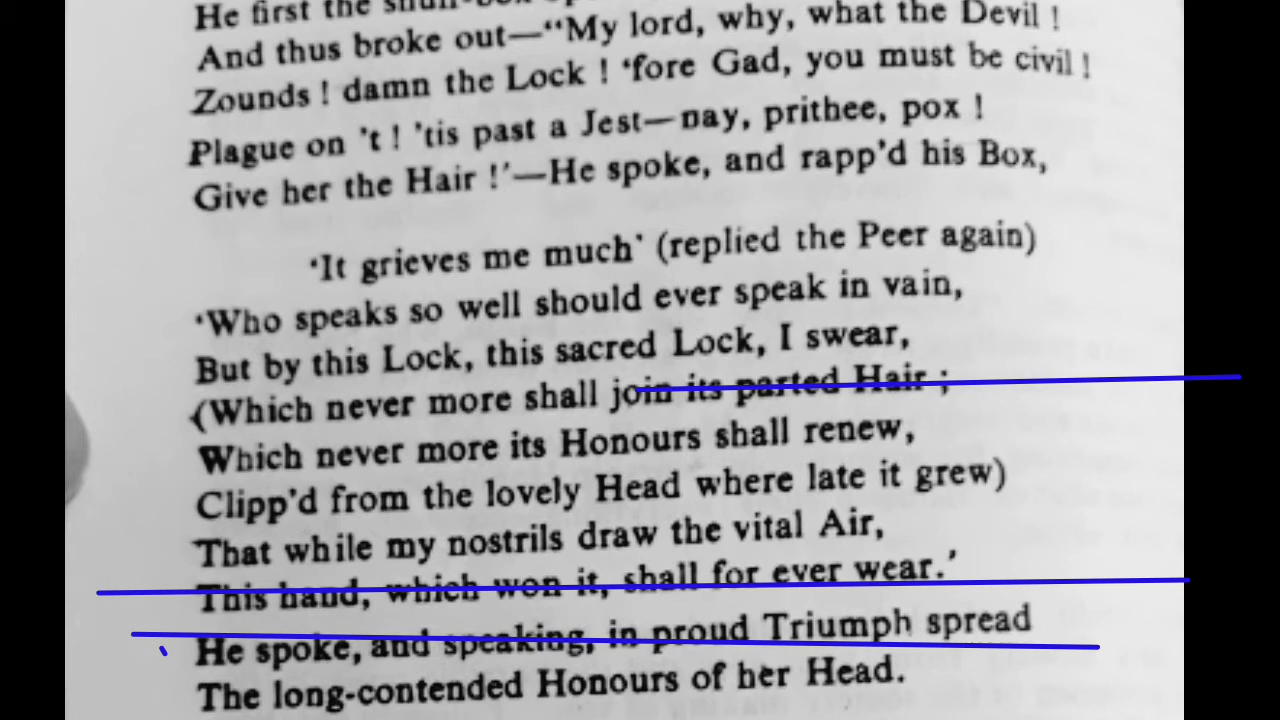 He first the snuff-box
And thus broke out—“My lord, why, what the Devil !
Zounds ! damn the Lock ! ‘fore Gad, you must be civil !
Plague on ’t ! ’tis past a Jest—nay, prithee, pox !
Give her the Hair !’—He spoke, and rapp’d his Box,
‘It grieves me much’ (replied the Peer again)
‘Who speaks so well should ever speak in vain,
But by this Lock, this sacred Lock, I swear,
(Which never more shall join its parted Hair ;
Which never more its Honours shall renew,
Clipp’d from the lovely Head where late it grew)
That while my nostrils draw the vital Air,
This hand, which won it, shall for ever wear.’
He spoke, and speaking, in proud Triumph spread
The long-contended Honours of her Head.